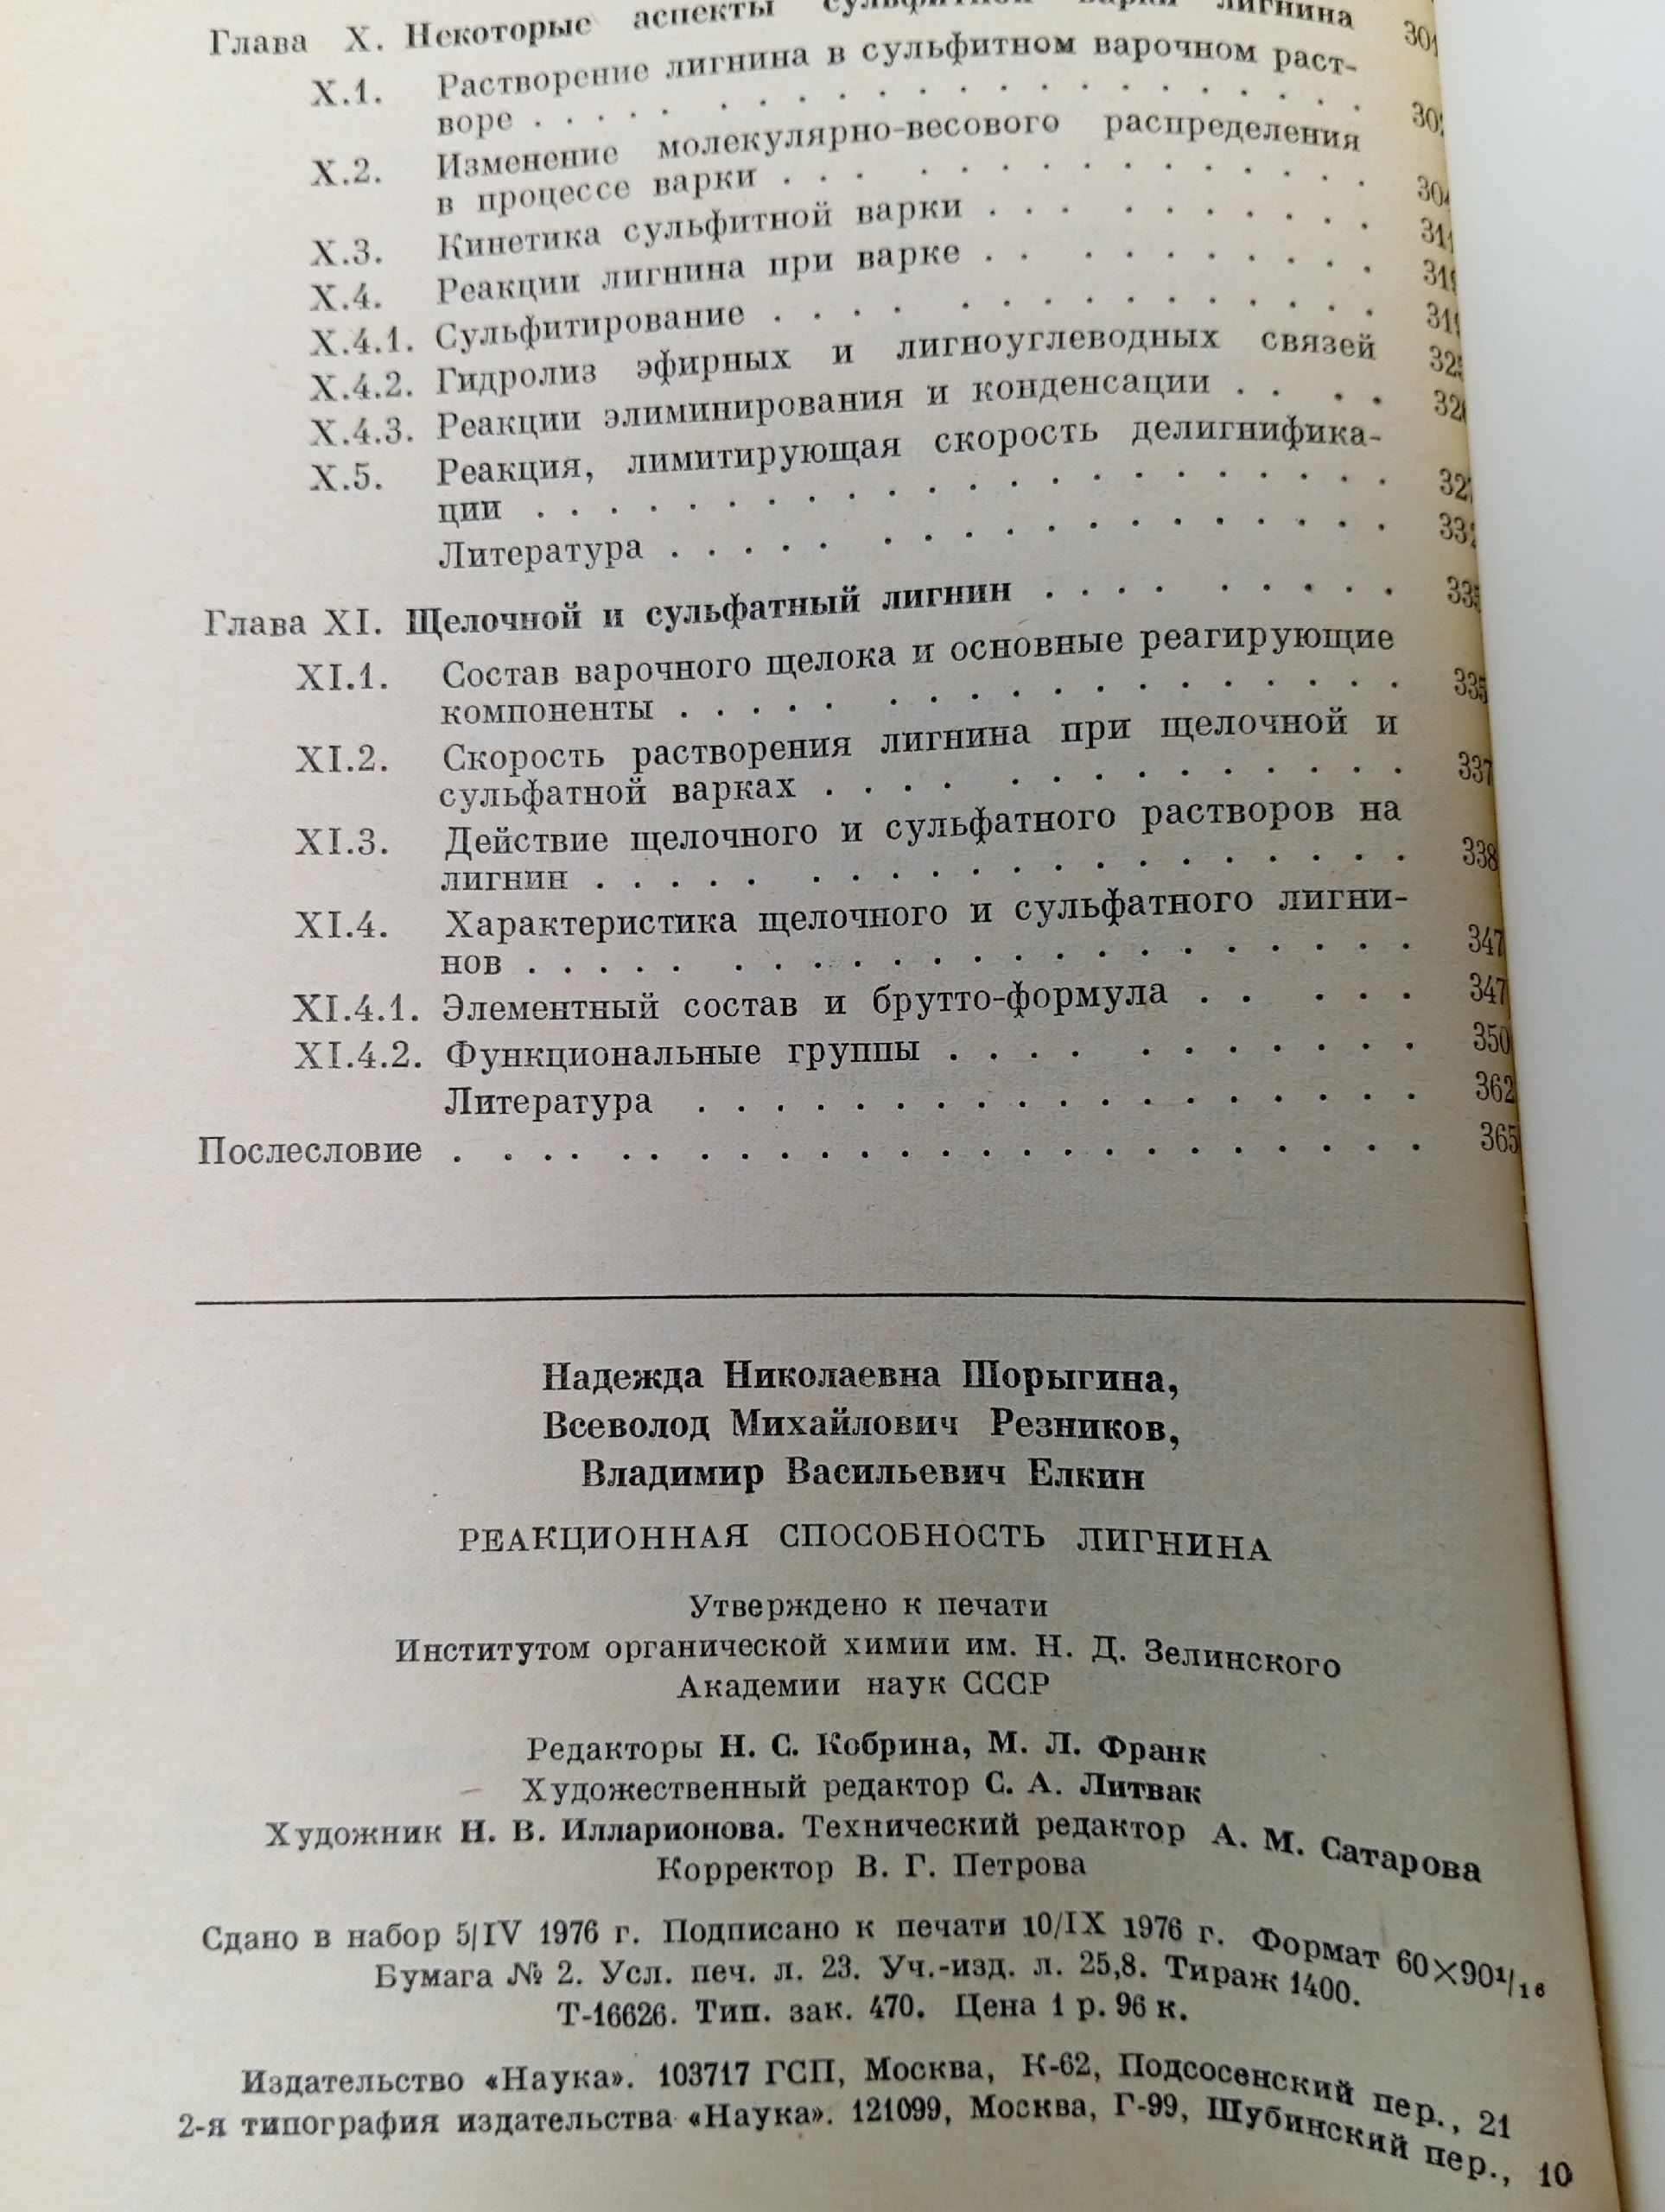 Глава X. Некоторые аспекты сульфитной варки лигнина
X.1. Растворение лигнина в сульфитном варочном раст-
воре . . . . . . . . . . . . . . . . . . . . .
X.2. Изменение молекулярно-весового распределения
в процессе варки . . . . . . . . . . . . . . .
X.3. Кинетика сульфитной варки . . . . . . . . . .
X.4. Реакции лигнина при варке . . . . . . . . . .
X.4.1. Сульфитирование . . . . . . . . . . . . . . .
X.4.2. Гидролиз эфирных и лигноуглеводных связей
X.4.3. Реакции элиминирования и конденсации . . . .
X.5. Реакция, лимитирующая скорость делигнифика-
ции . . . . . . . . . . . . . . . . . . . . .
Литература . . . . . . . . . . . . . . . . . .
Глава XI. Щелочной и сульфатный лигнин . . . . . . . . . 335
XI.1. Состав варочного щелока и основные реагирующие
компоненты . . . . . . . . . . . . . . . . . . 335
XI.2. Скорость растворения лигнина при щелочной и
сульфатной варках . . . . . . . . . . . . . . 337
XI.3. Действие щелочного и сульфатного растворов на
лигнин . . . . . . . . . . . . . . . . . . . . 338
XI.4. Характеристика щелочного и сульфатного лигни-
нов . . . . . . . . . . . . . . . . . . . . . . 347
XI.4.1. Элементный состав и брутто-формула . . . . . 347
XI.4.2. Функциональные группы . . . . . . . . . . . . 350
Литература . . . . . . . . . . . . . . . . . . . 362
Послесловие . . . . . . . . . . . . . . . . . . . . . . . . . 365
Надежда Николаевна Шорыгина,
Всеволод Михайлович Резников,
Владимир Васильевич Елкин
РЕАКЦИОННАЯ СПОСОБНОСТЬ ЛИГНИНА
Утверждено к печати
Институтом органической химии им. Н. Д. Зелинского
Академии наук СССР
Редакторы Н. С. Кобрина, М. Л. Франк
Художественный редактор С. А. Литвак
Художник Н. В. Илларионова. Технический редактор А. М. Сатарова
Корректор В. Г. Петрова
Сдано в набор 5/IV 1976 г. Подписано к печати 10/IX 1976 г. Формат 60×90¹/₁₆
Бумага № 2. Усл. печ. л. 23. Уч.-изд. л. 25,8. Тираж 1400.
Т-16626. Тип. зак. 470. Цена 1 р. 96 к.
Издательство «Наука». 103717 ГСП, Москва, К-62, Подсосенский пер., 21
2-я типография издательства «Наука». 121099, Москва, Г-99, Шубинский пер., 10